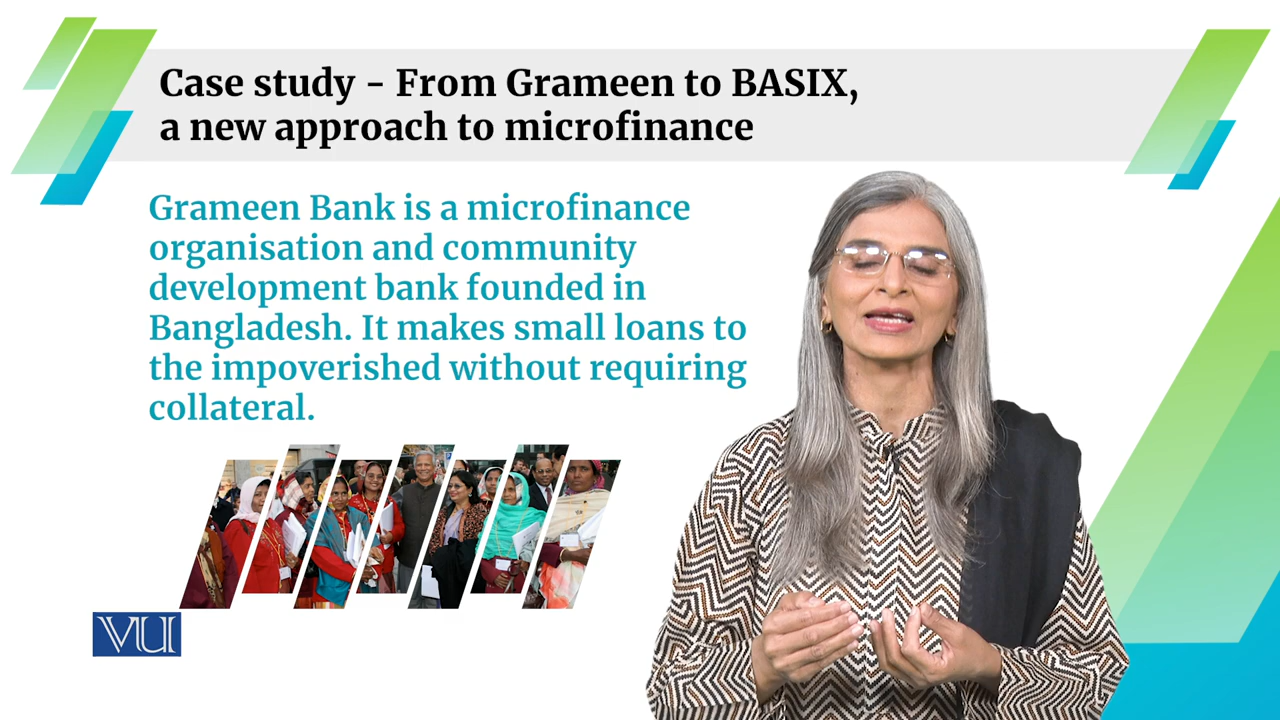 Case study - From Grameen to BASIX,
a new approach to microfinance
Grameen Bank is a microfinance
organisation and community
development bank founded in
Bangladesh. It makes small loans to
the impoverished without requiring
collateral.
VU